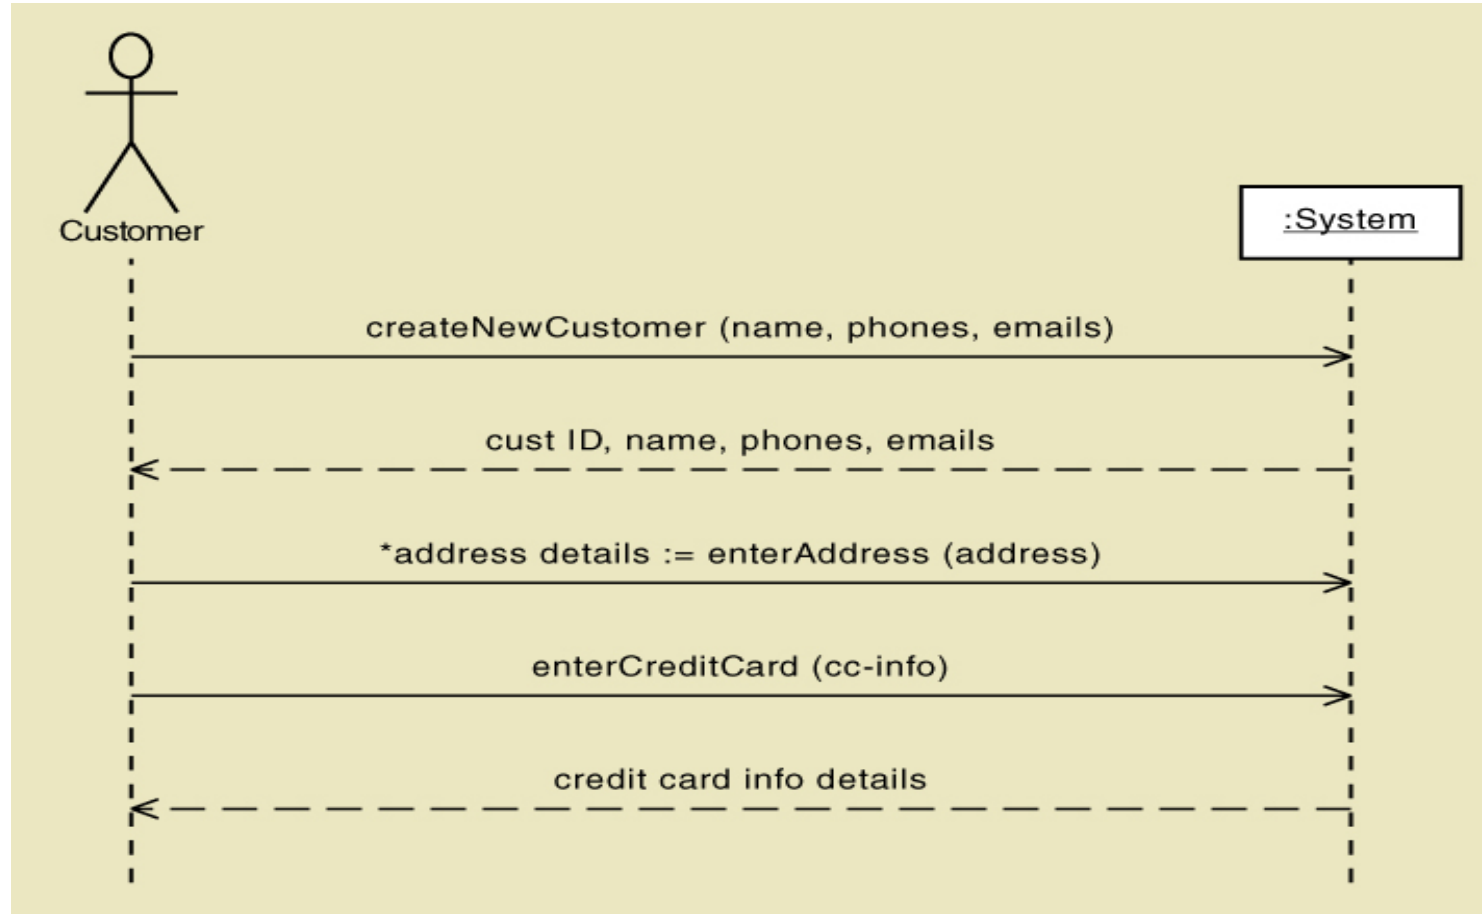 Customer
:System
createNewCustomer (name, phones, emails)
cust ID, name, phones, emails
*address details := enterAddress (address)
enterCreditCard (cc-info)
credit card info details